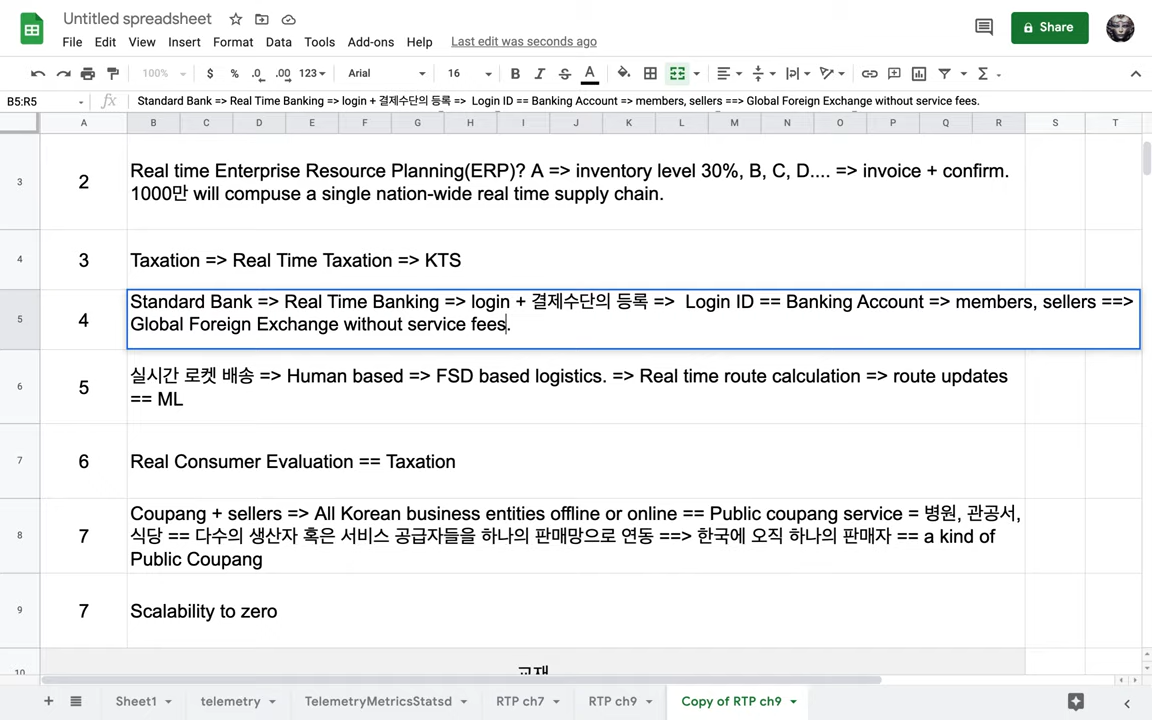 Untitled spreadsheet
File Edit View Insert Format Data Tools Add-ons Help Last edit was seconds ago
Share
100% $ % .0 .00 123 Arial 16 B I S A
B5:R5 fx Standard Bank => Real Time Banking => login + 결제수단의 등록 => Login ID == Banking Account => members, sellers ==> Global Foreign Exchange without service fees.
A B C D E F G H I J K L M N O P Q R S T
3 2 Real time Enterprise Resource Planning(ERP)? A => inventory level 30%, B, C, D.... => invoice + confirm.
1000만 will compuse a single nation-wide real time supply chain.
4 3 Taxation => Real Time Taxation => KTS
5 4 Standard Bank => Real Time Banking => login + 결제수단의 등록 => Login ID == Banking Account => members, sellers ==>
Global Foreign Exchange without service fees.
6 5 실시간 로켓 배송 => Human based => FSD based logistics. => Real time route calculation => route updates
== ML
7 6 Real Consumer Evaluation == Taxation
8 7 Coupang + sellers => All Korean business entities offline or online == Public coupang service = 병원, 관공서,
식당 == 다수의 생산자 혹은 서비스 공급자들을 하나의 판매망으로 연동 ==> 한국에 오직 하나의 판매자 == a kind of
Public Coupang
9 7 Scalability to zero
10 교재
Sheet1 telemetry TelemetryMetricsStatsd RTP ch7 RTP ch9 Copy of RTP ch9